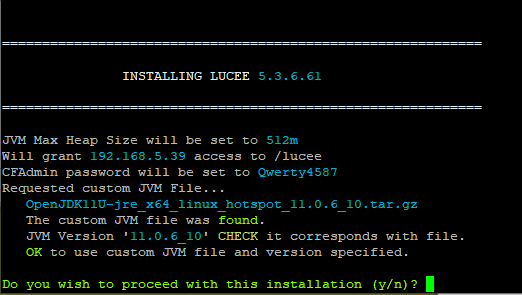 ============================================================
INSTALLING LUCEE 5.3.6.61
============================================================
JVM Max Heap Size will be set to 512m
Will grant 192.168.5.39 access to /lucee
CFAdmin password will be set to Qwerty4587
Requested custom JVM File...
OpenJDK11U-jre_x64_linux_hotspot_11.0.6_10.tar.gz
The custom JVM file was found.
JVM Version '11.0.6_10' CHECK it corresponds with file.
OK to use custom JVM file and version specified.
Do you wish to proceed with this installation (y/n)?